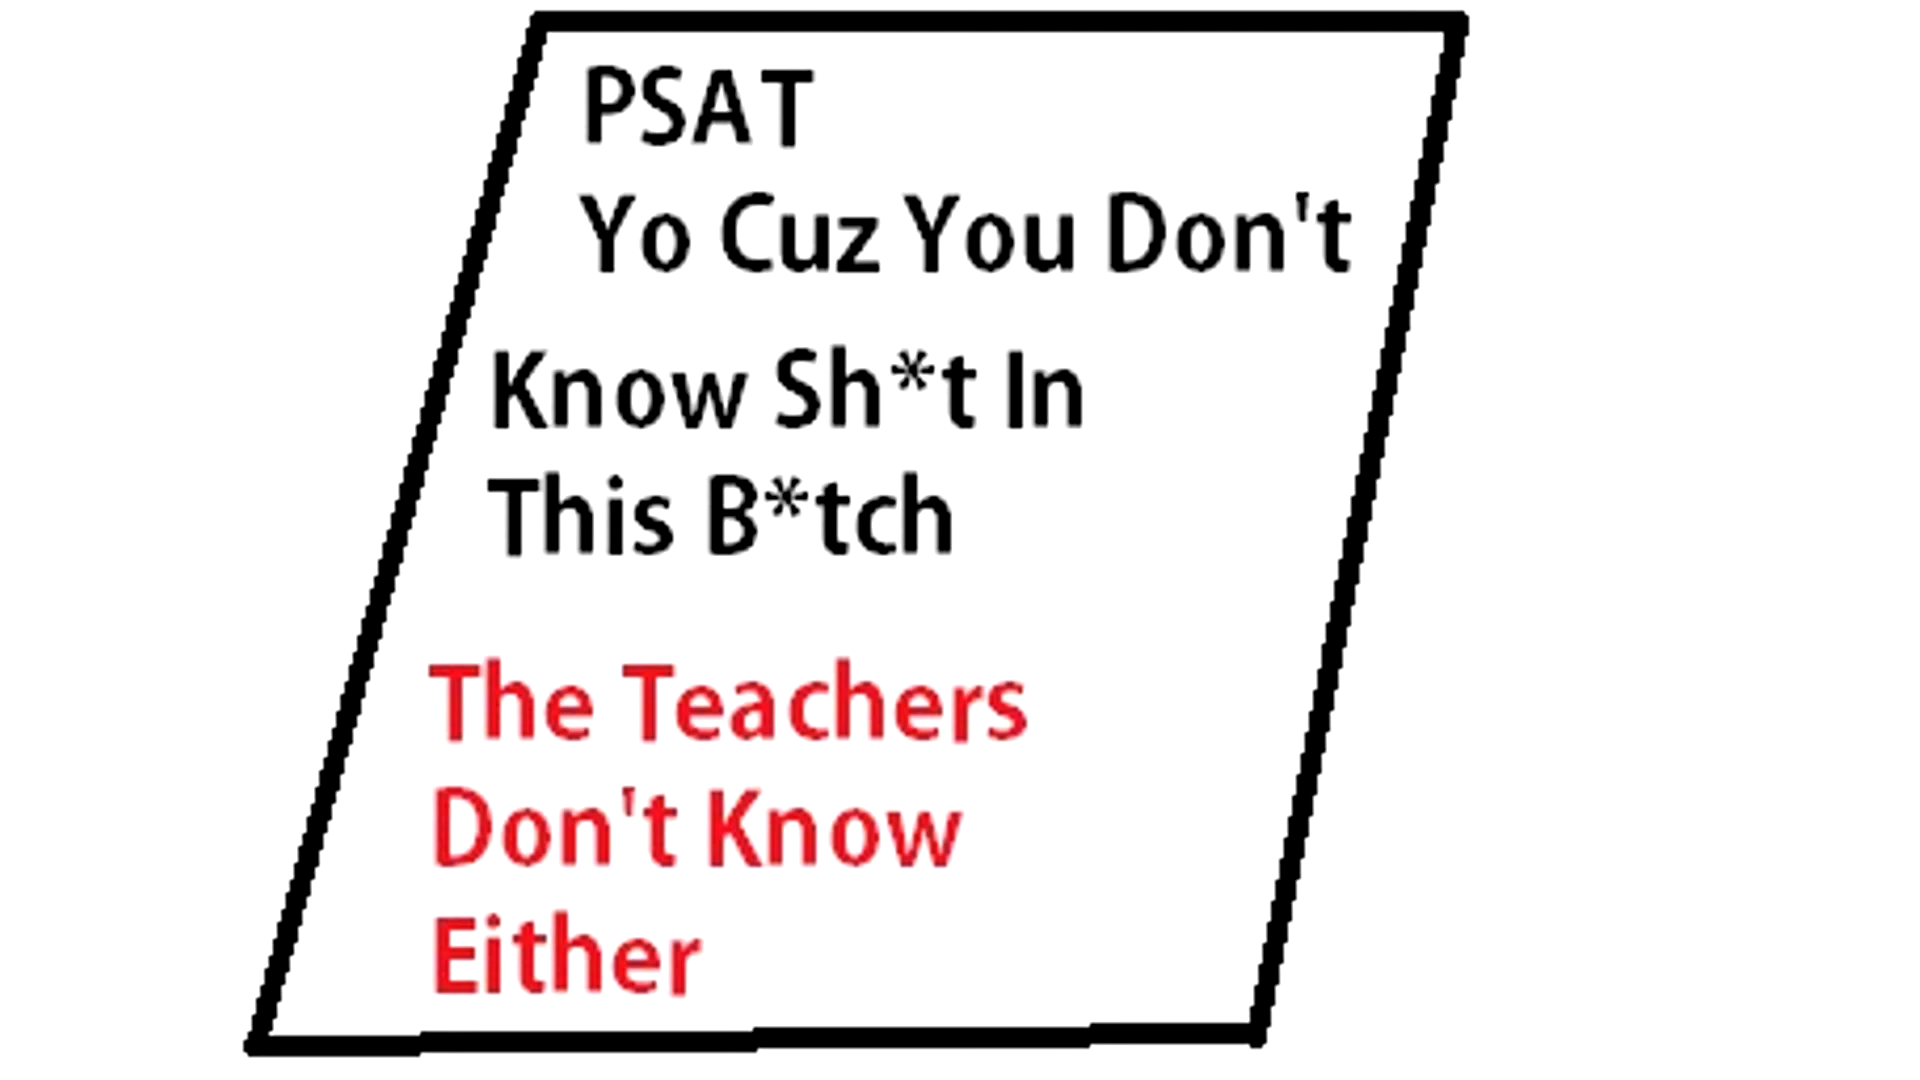 PSAT
Yo Cuz You Don't
Know Sh*t In
This B*tch
The Teachers
Don't Know
Either